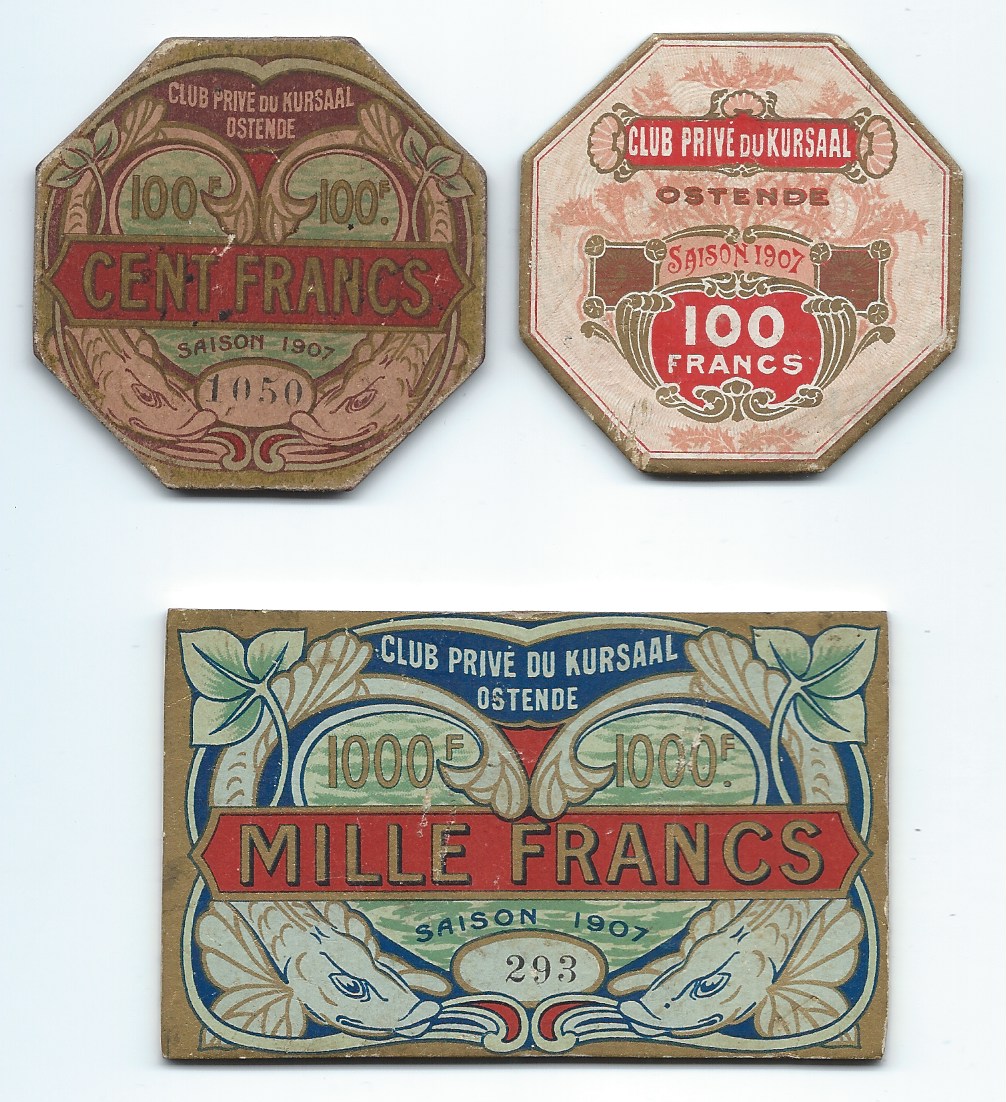 CLUB PRIVÉ DU KURSAAL
OSTENDE
100F 100F.
CENT FRANCS
SAISON 1907
1050
CLUB PRIVÉ DU KURSAAL
OSTENDE
SAISON 1907
100
FRANCS
CLUB PRIVÉ DU KURSAAL
OSTENDE
1000F 1000F.
MILLE FRANCS
SAISON 1907
293